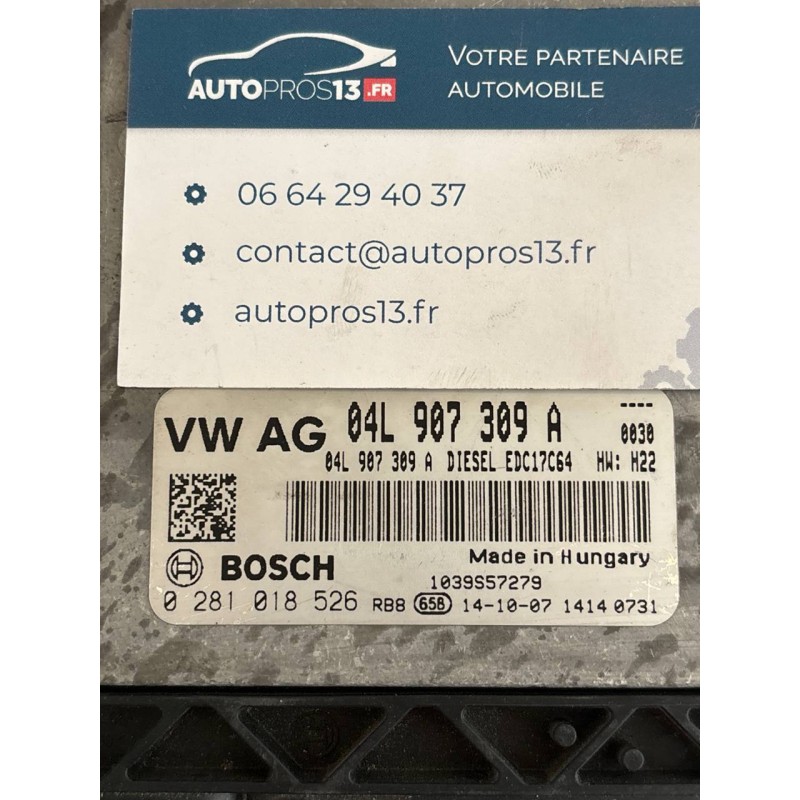 AUTOPROS13.FR
VOTRE PARTENAIRE
AUTOMOBILE
06 64 29 40 37
contact@autopros13.fr
autopros13.fr
VW AG 04L 907 309 A ----
0030
04L 907 309 A DIESEL EDC17C64 HW: H22
BOSCH Made in Hungary
1039S57279
0 281 018 526 RB8 658 14-10-07 1414 0731